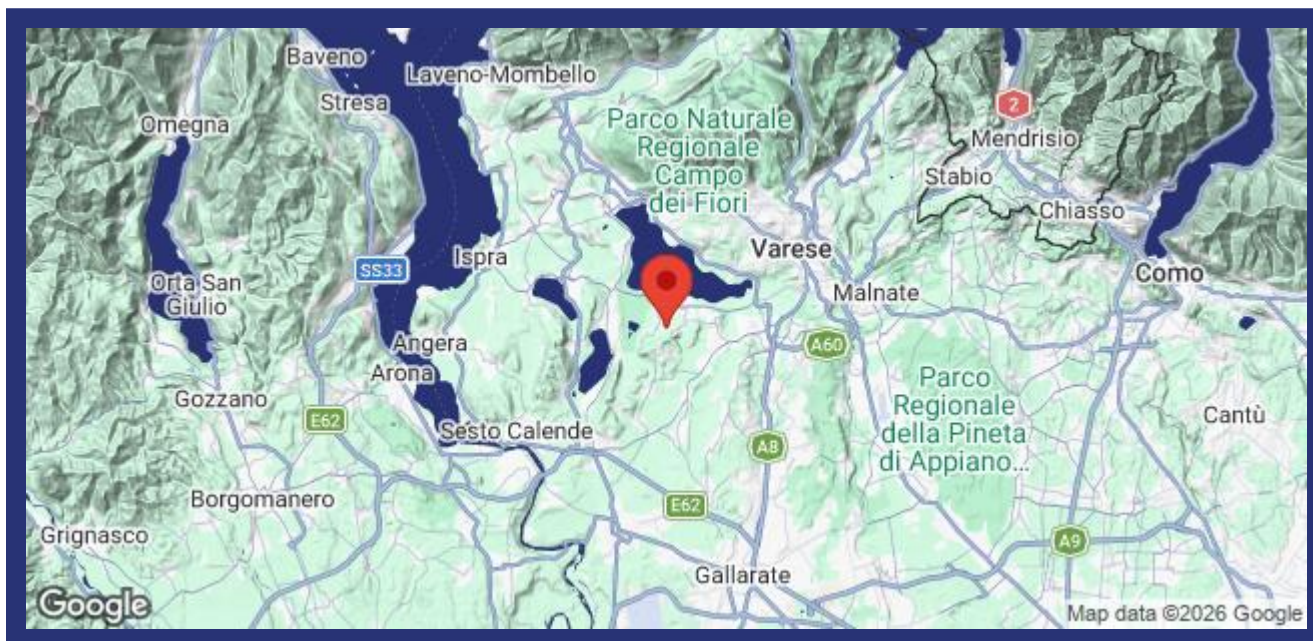 Baveno
Laveno-Mombello
Stresa
Omegna
Parco Naturale
Regionale
Campo
dei Fiori
2
Mendrisio
Stabio
Chiasso
Varese
Ispra
SS33
Orta San
Giulio
Como
Malnate
Angera
Arona
A60
Gozzano
E62
Parco
Regionale
della Pineta
di Appiano...
Cantù
Sesto Calende
A8
Borgomanero
E62
Grignasco
A9
Gallarate
Google
Map data ©2026 Google